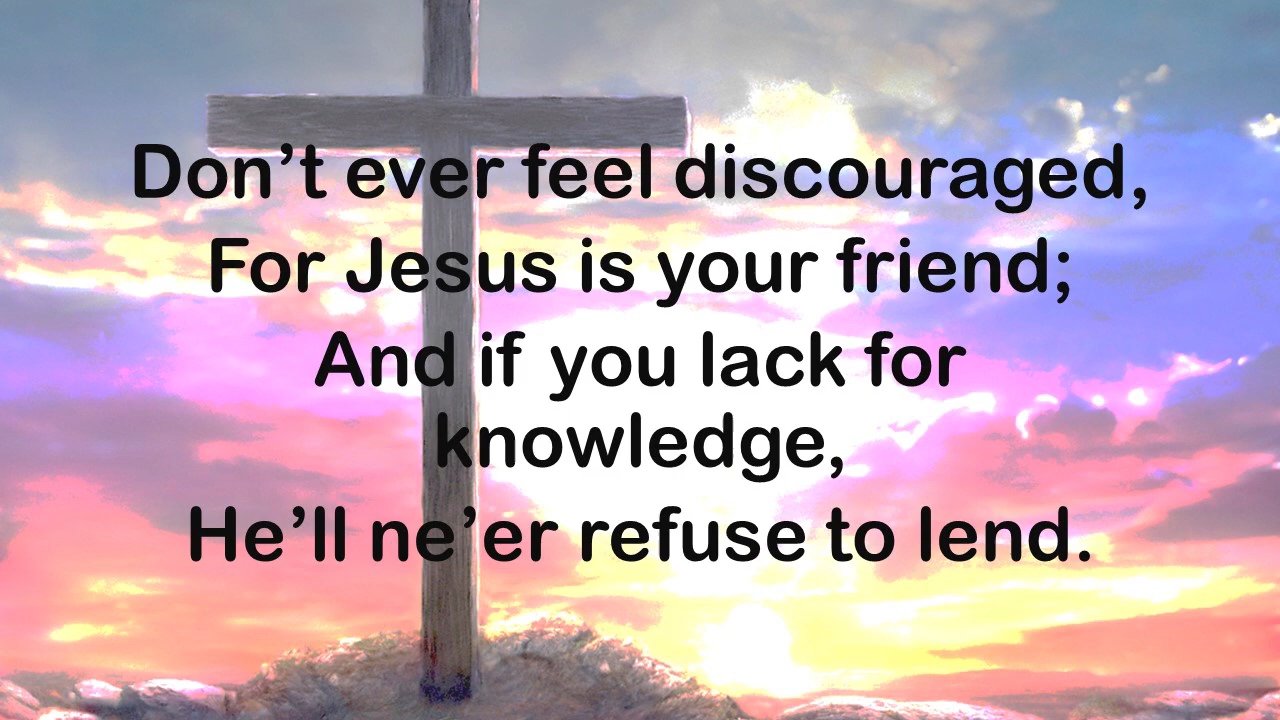 Don’t ever feel discouraged,
For Jesus is your friend;
And if you lack for
knowledge,
He’ll ne’er refuse to lend.